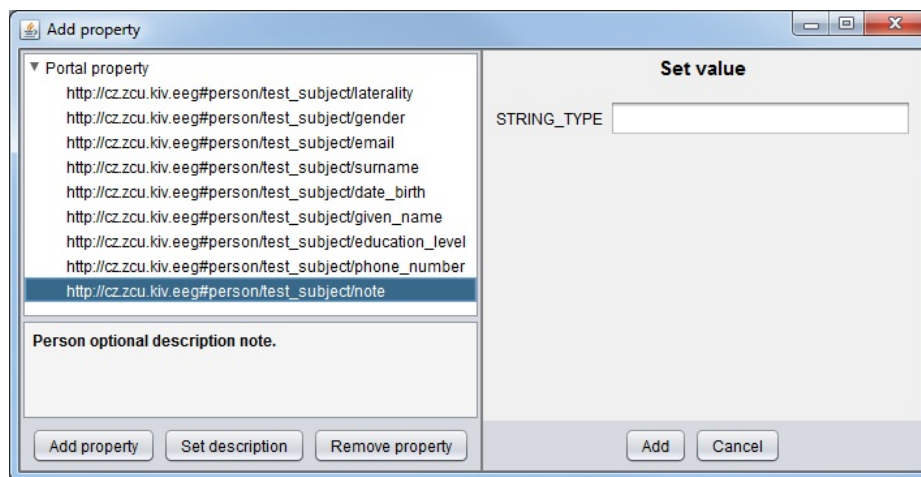 Add property
Portal property
http://cz.zcu.kiv.eeg#person/test_subject/laterality
http://cz.zcu.kiv.eeg#person/test_subject/gender
http://cz.zcu.kiv.eeg#person/test_subject/email
http://cz.zcu.kiv.eeg#person/test_subject/surname
http://cz.zcu.kiv.eeg#person/test_subject/date_birth
http://cz.zcu.kiv.eeg#person/test_subject/given_name
http://cz.zcu.kiv.eeg#person/test_subject/education_level
http://cz.zcu.kiv.eeg#person/test_subject/phone_number
http://cz.zcu.kiv.eeg#person/test_subject/note
Person optional description note.
Add property Set description Remove property
Set value
STRING_TYPE
Add Cancel